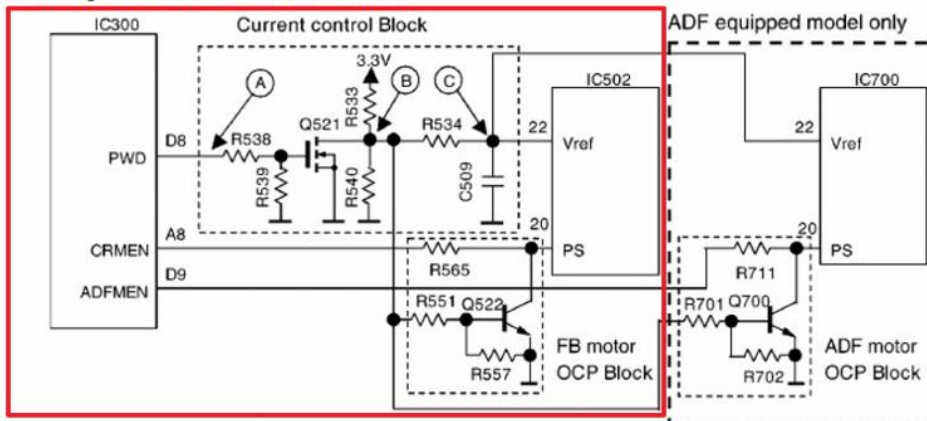 IC300
Current control Block
ADF equipped model only
3.3V
A
B
C
IC502
IC700
R533
D8
R538
Q521
R534
22
Vref
22
Vref
PWD
R539
R540
C509
A8
20
PS
20
PS
CRMEN
R565
R711
D9
ADFMEN
R551
Q522
R701
Q700
R557
FB motor
OCP Block
R702
ADF motor
OCP Block